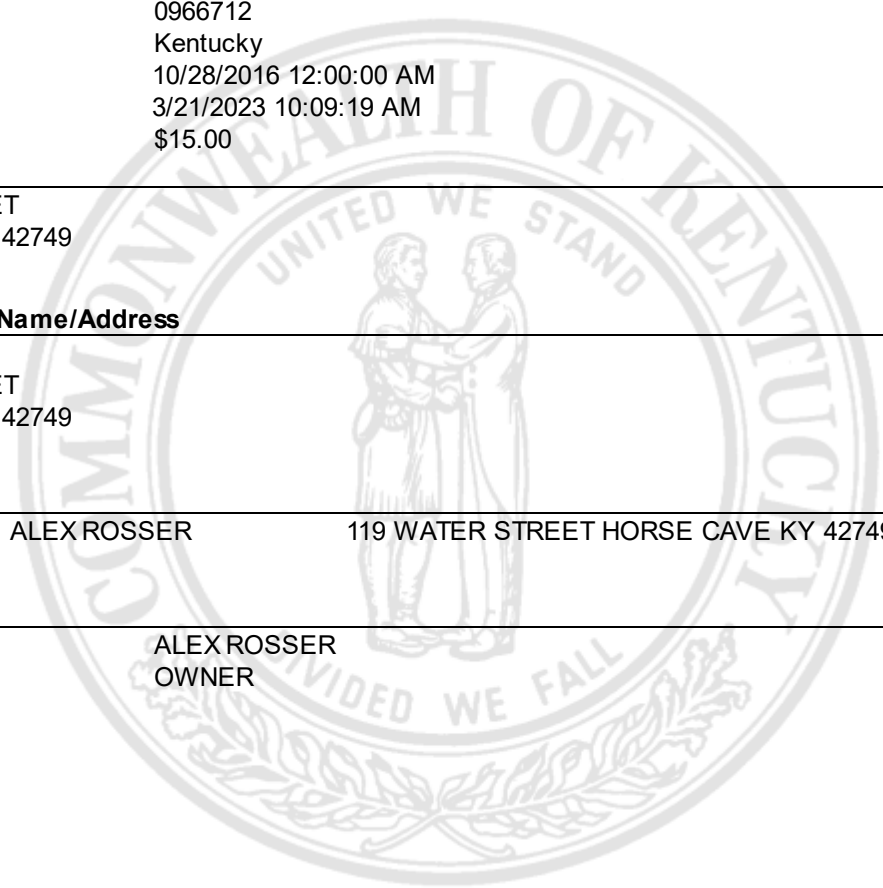 0966712
Kentucky
10/28/2016 12:00:00 AM
3/21/2023 10:09:19 AM
$15.00
ET
42749
Name/Address
ET
42749
ALEX ROSSER 119 WATER STREET HORSE CAVE KY 42749
ALEX ROSSER
OWNER
COMMONWEALTH OF KENTUCKY
UNITED WE STAND
DIVIDED WE FALL